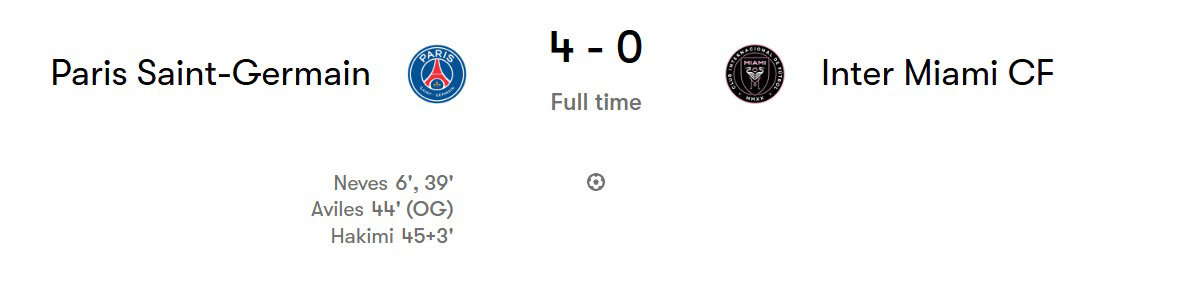 Paris Saint-Germain
PARIS
SAINT-GERMAIN
4 - 0
Full time
CLUB INTERNACIONAL DE FÚTBOL
MIAMI
MMXX
Inter Miami CF
Neves 6', 39'
Aviles 44' (OG)
Hakimi 45+3'